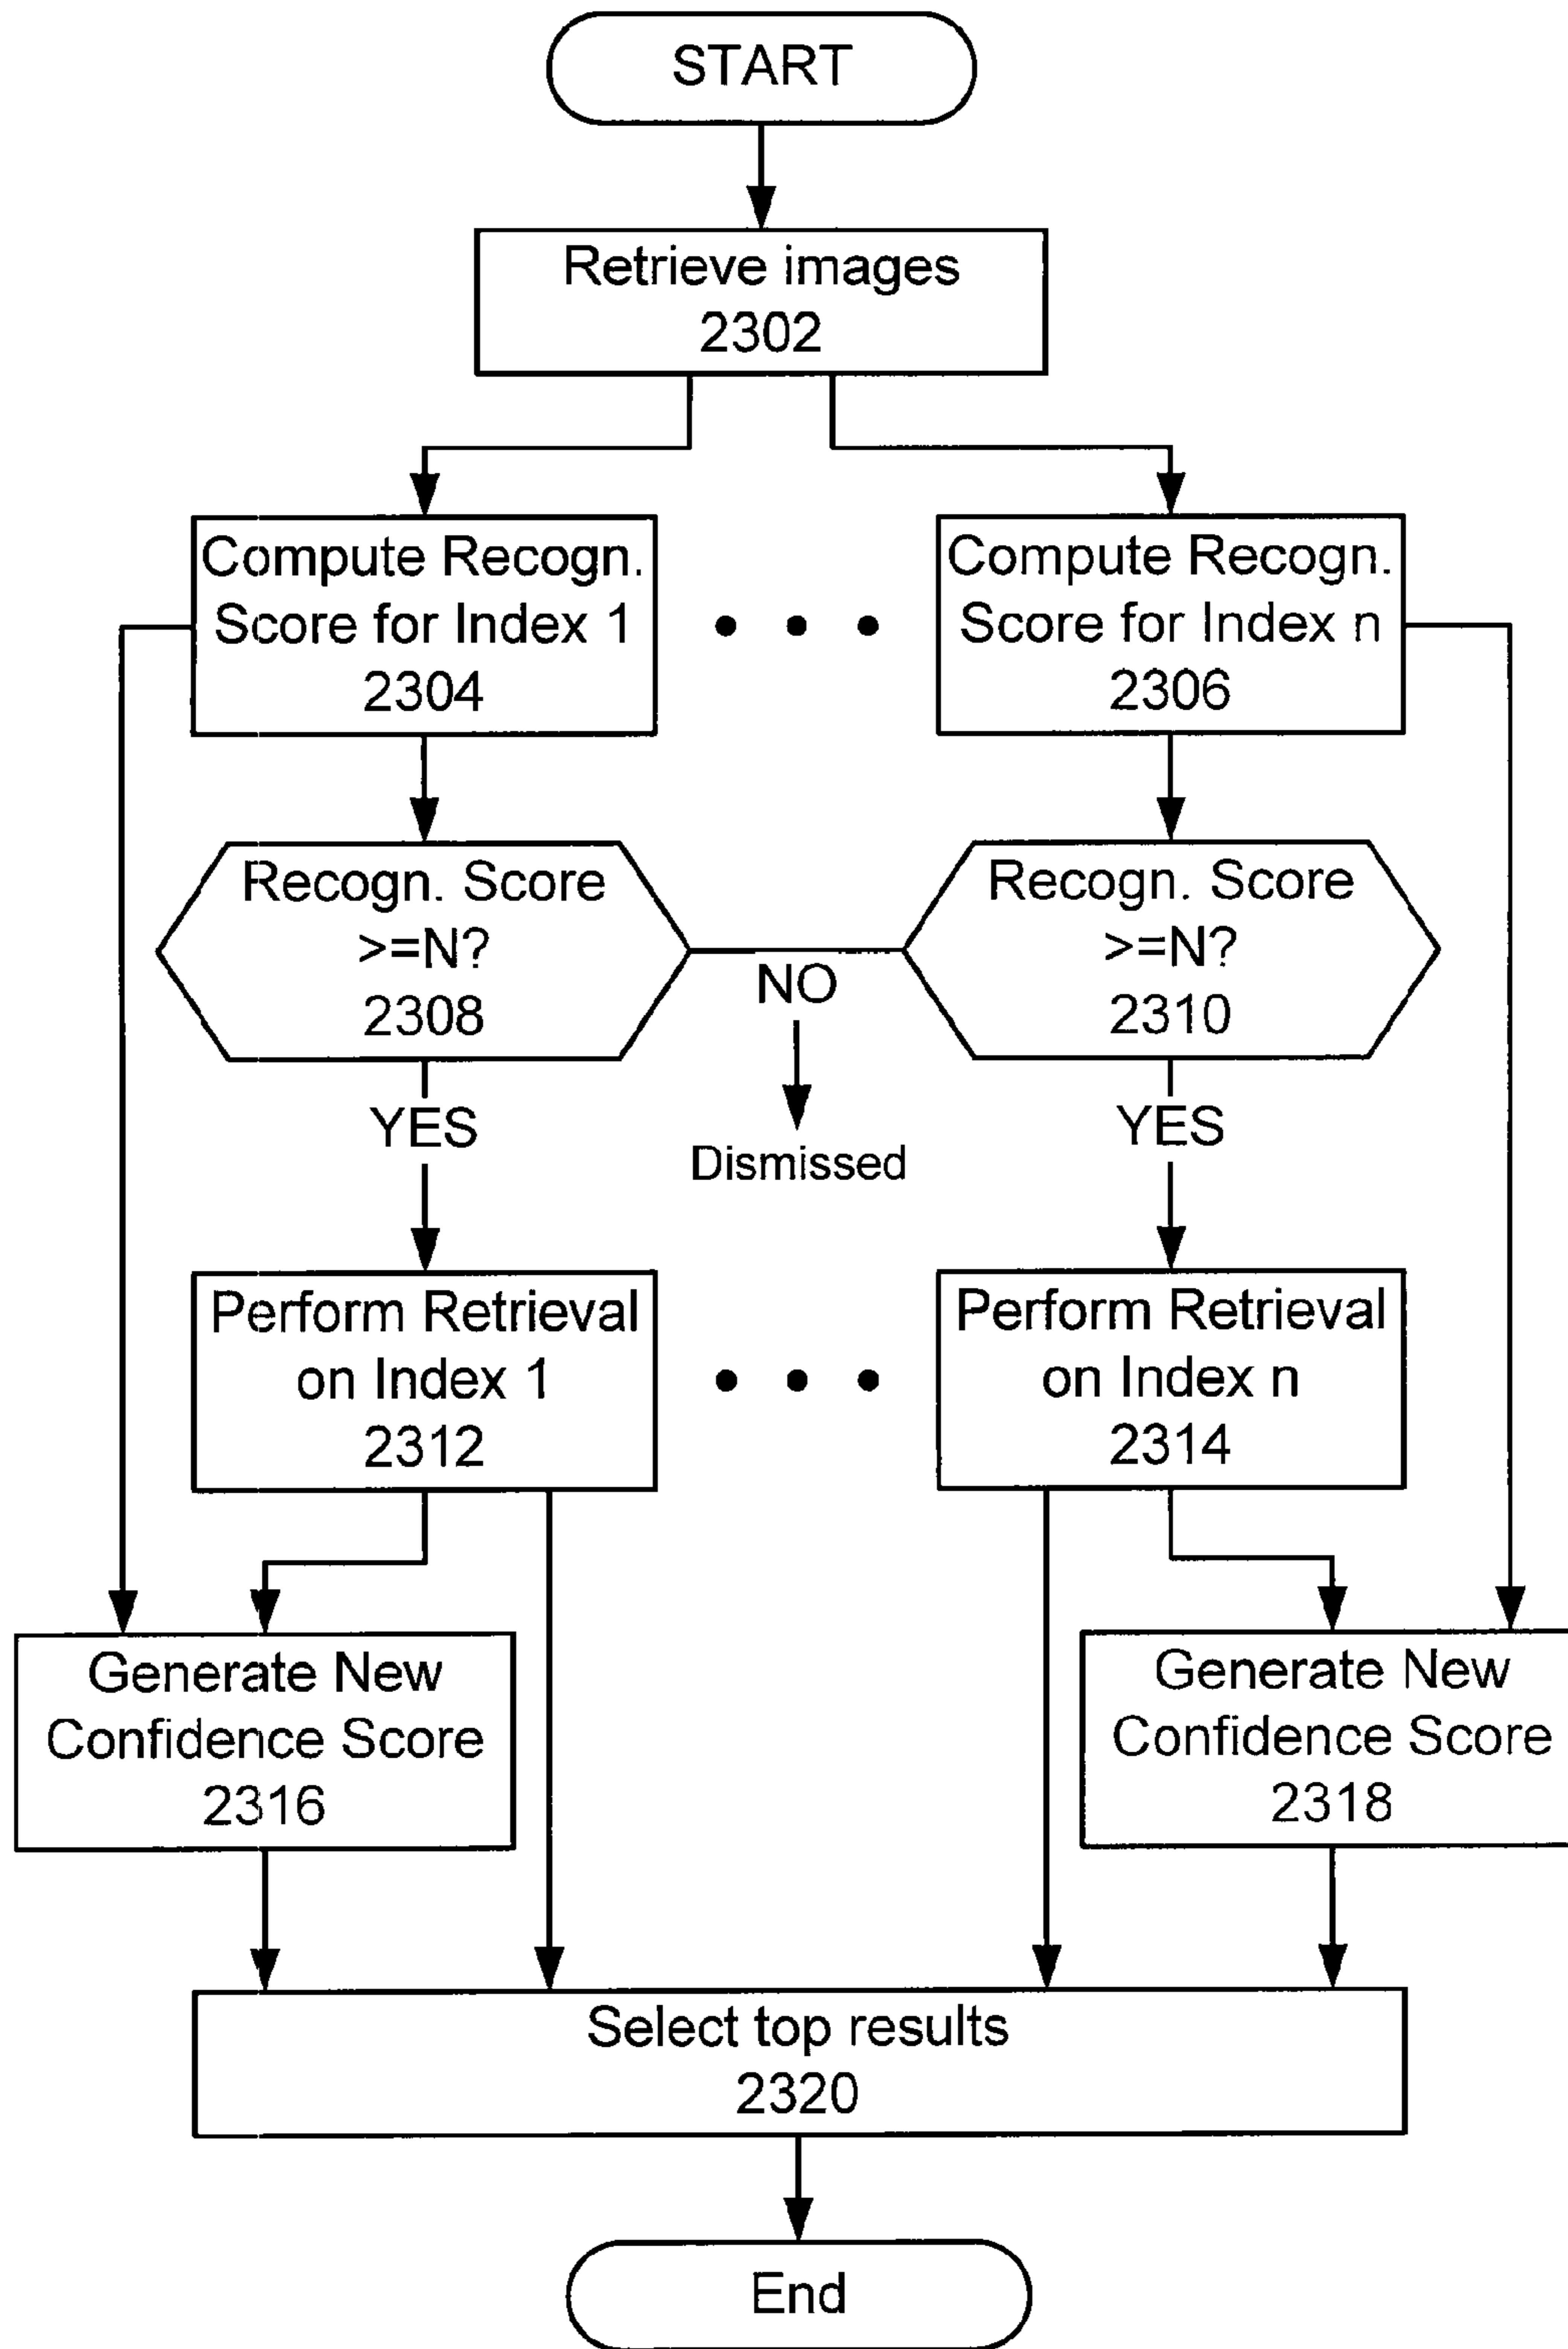 START
Retrieve images
2302
Compute Recogn.
Score for Index 1
2304
Compute Recogn.
Score for Index n
2306
Recogn. Score
>=N?
2308
NO
Recogn. Score
>=N?
2310
YES
Dismissed
YES
Perform Retrieval
on Index 1
2312
Perform Retrieval
on Index n
2314
Generate New
Confidence Score
2316
Generate New
Confidence Score
2318
Select top results
2320
End